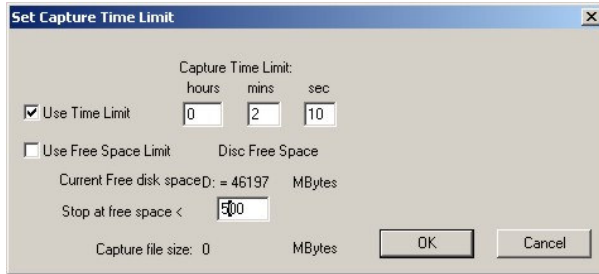 Set Capture Time Limit
Capture Time Limit:
hours mins sec
Use Time Limit 0 2 10
Use Free Space Limit Disc Free Space
Current Free disk space D: = 46197 MBytes
Stop at free space < 500
Capture file size: 0 MBytes
OK Cancel